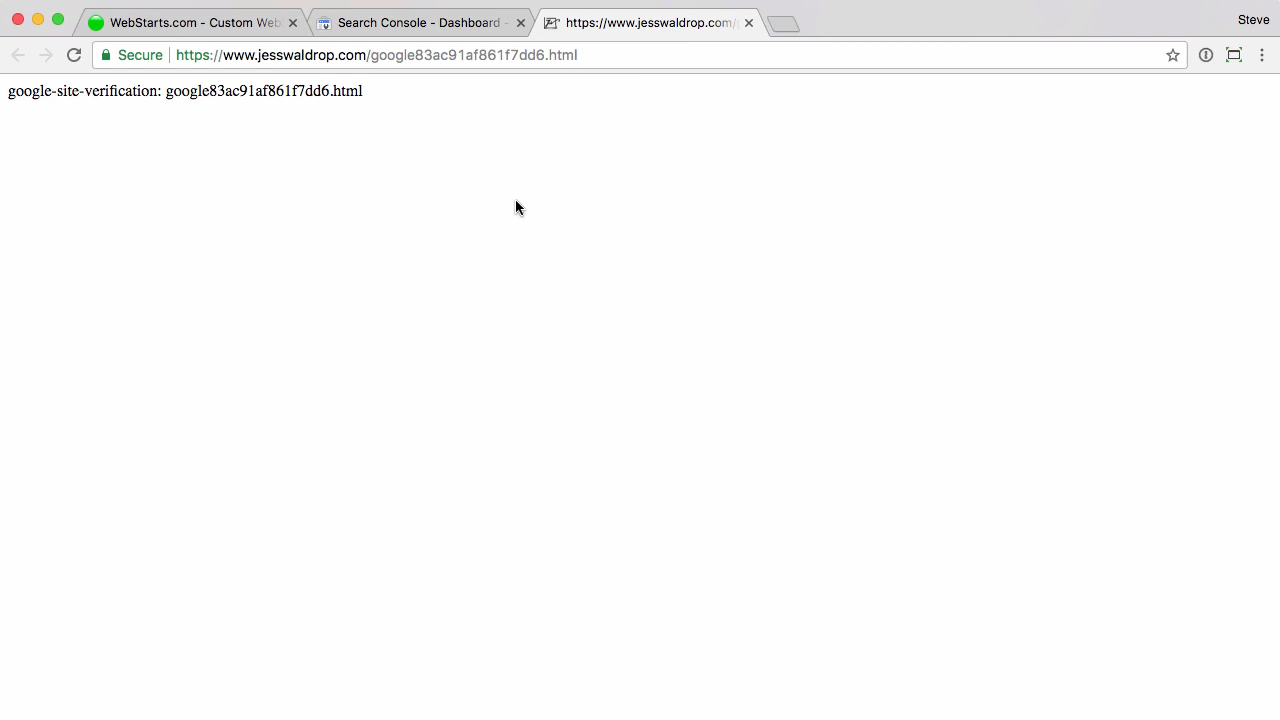 WebStarts.com - Custom Web
Search Console - Dashboard -
https://www.jesswaldrop.com/
Steve
Secure
https://www.jesswaldrop.com/google83ac91af861f7dd6.html
google-site-verification: google83ac91af861f7dd6.html